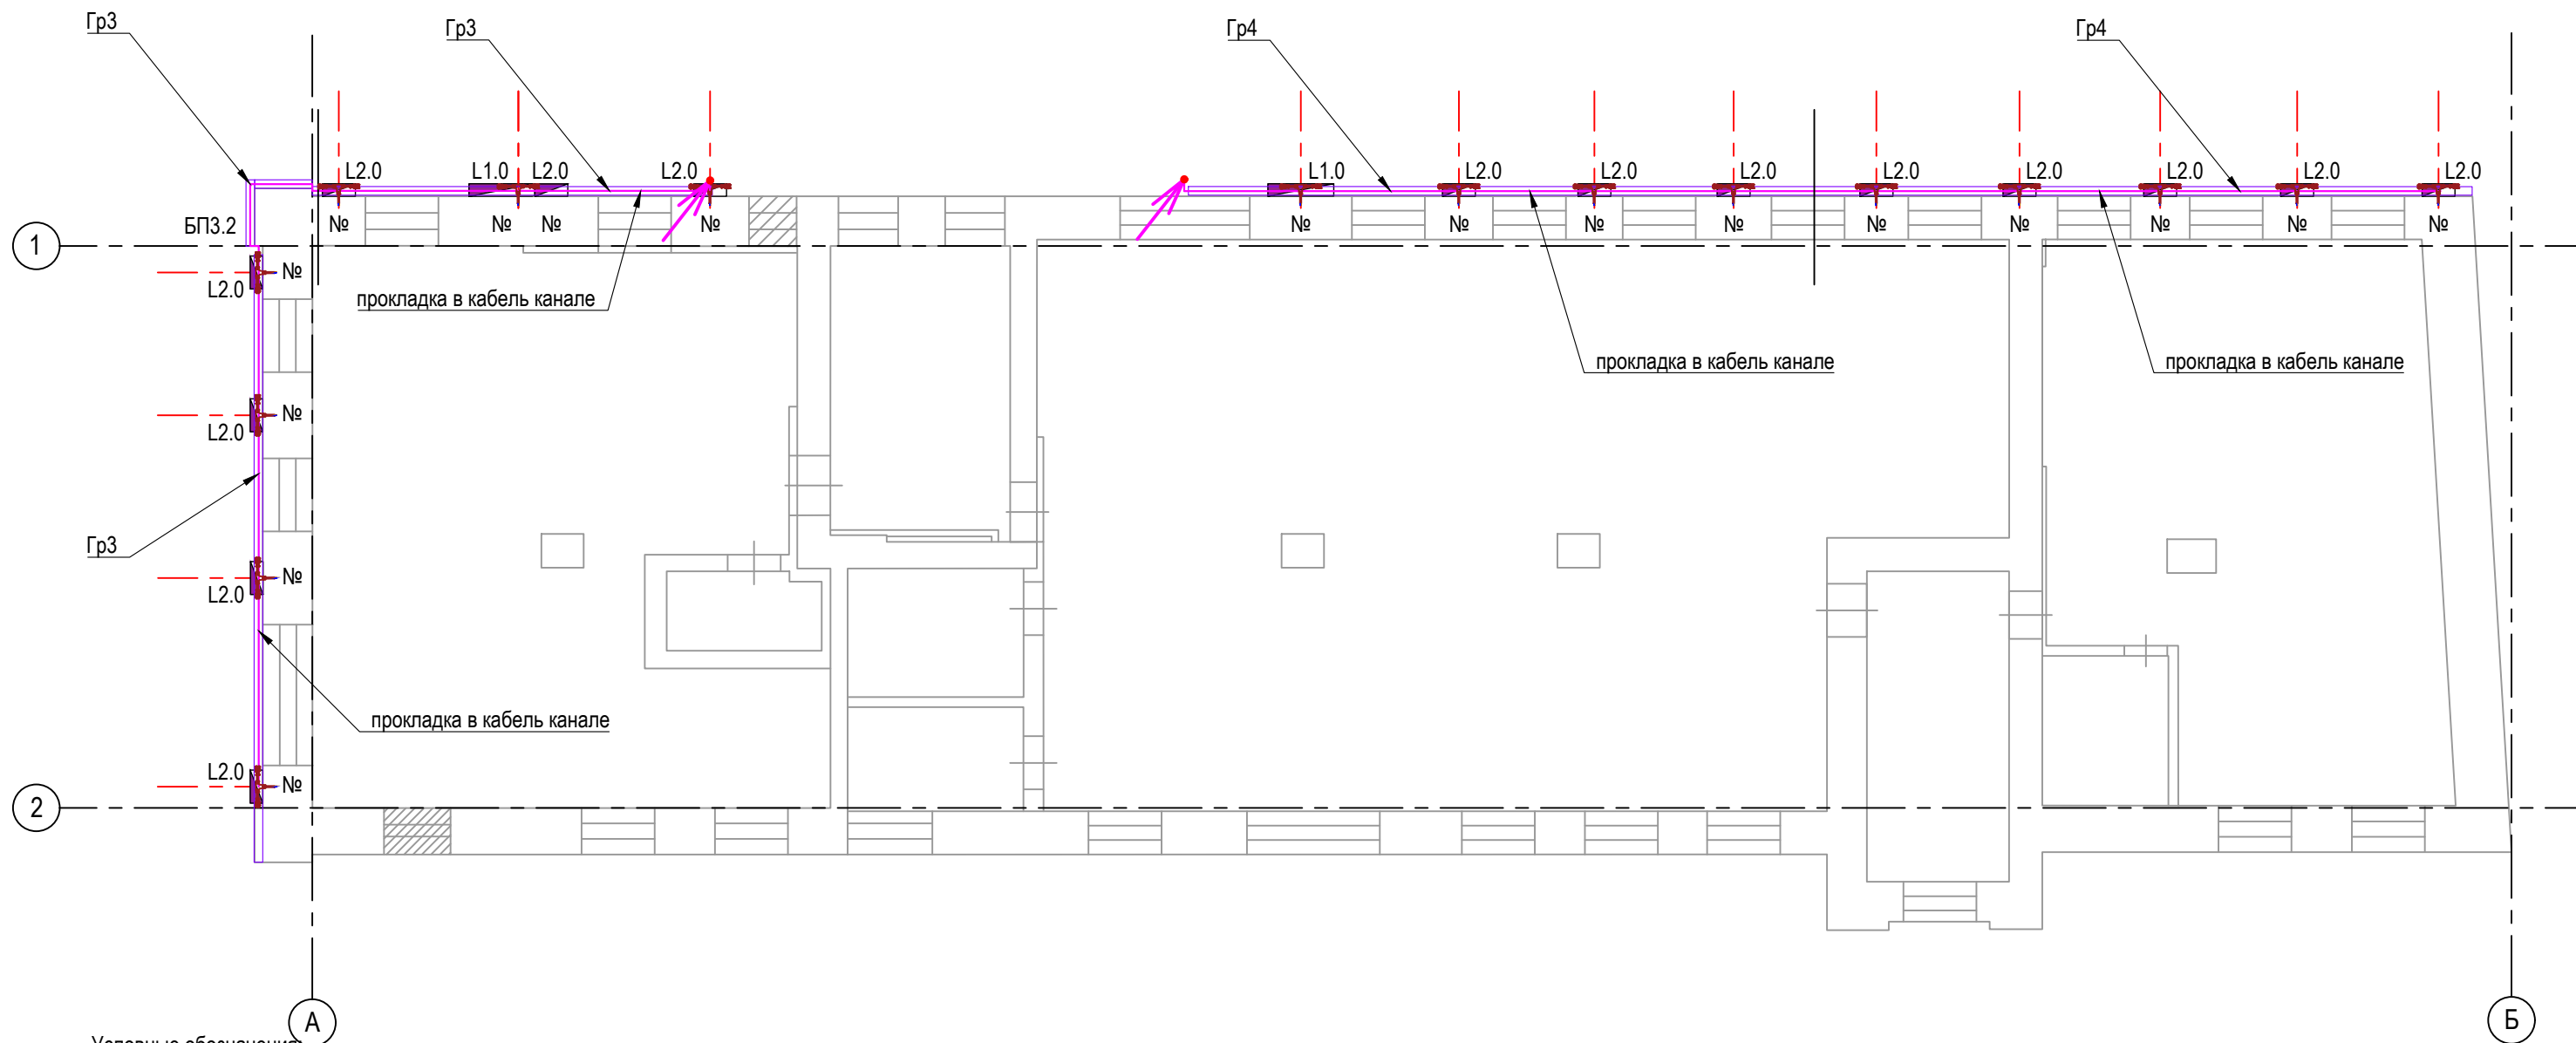 Гр3
Гр3
Гр4
Гр4
L2.0
L1.0
L2.0
L2.0
L1.0
L2.0
L2.0
L2.0
L2.0
L2.0
L2.0
L2.0
L2.0
БП3.2
№
№
№
№
№
№
№
№
№
№
№
№
№
1
№
L2.0
прокладка в кабель канале
прокладка в кабель канале
прокладка в кабель канале
№
L2.0
Гр3
№
L2.0
прокладка в кабель канале
L2.0
№
2
А
Б
Условные обозначения: